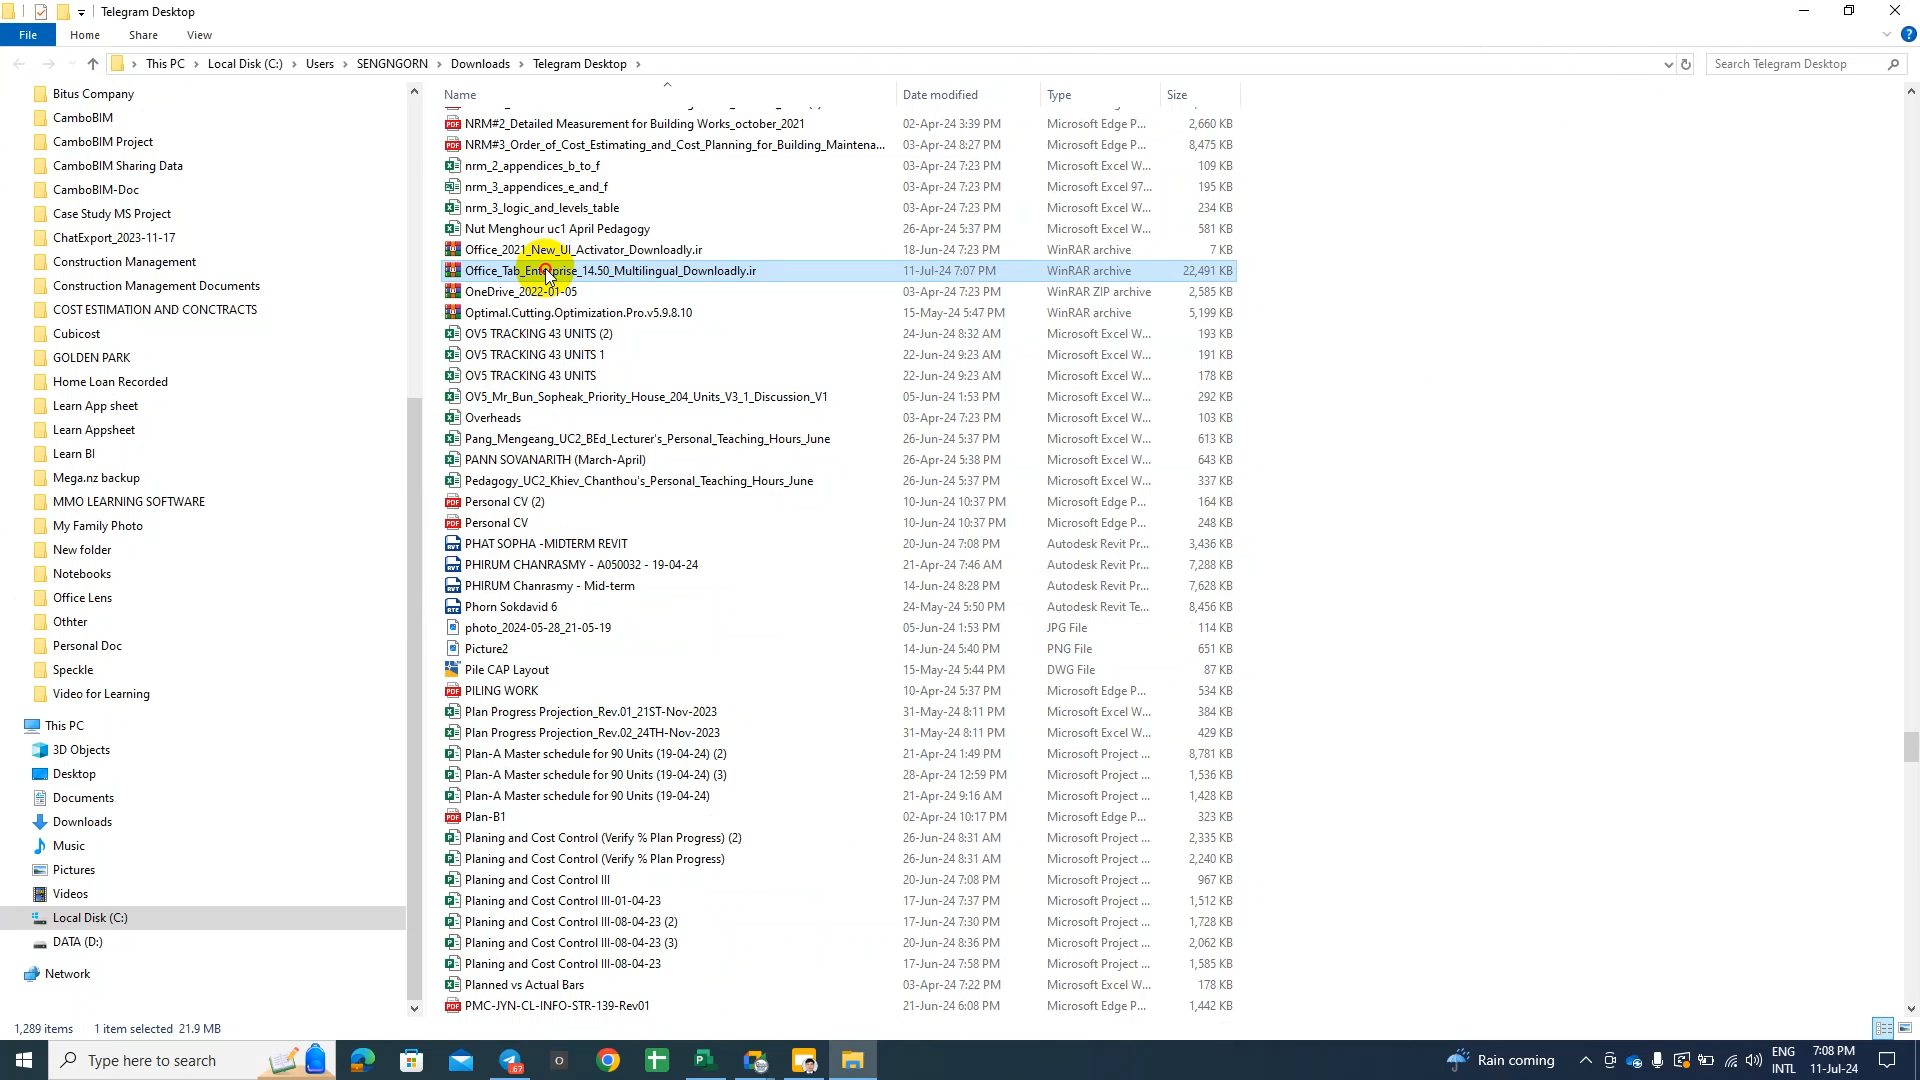 Telegram Desktop
File
Home
Share
View
This PC
Local Disk (C:)
Users
SENGNGORN
Downloads
Telegram Desktop
Search Telegram Desktop
Bitus Company
CamboBIM
CamboBIM Project
CamboBIM Sharing Data
CamboBIM-Doc
Case Study MS Project
ChatExport_2023-11-17
Construction Management
Construction Management Documents
COST ESTIMATION AND CONCTRACTS
Cubicost
GOLDEN PARK
Home Loan Recorded
Learn App sheet
Learn Appsheet
Learn BI
Mega.nz backup
MMO LEARNING SOFTWARE
My Family Photo
New folder
Notebooks
Office Lens
Othter
Personal Doc
Speckle
Video for Learning
This PC
3D Objects
Desktop
Documents
Downloads
Music
Pictures
Videos
Local Disk (C:)
DATA (D:)
Network
Name Date modified Type Size
NRM#2_Detailed Measurement for Building Works_october_2021 02-Apr-24 3:39 PM Microsoft Edge P... 2,660 KB
NRM#3_Order_of_Cost_Estimating_and_Cost_Planning_for_Building_Maintena... 03-Apr-24 8:27 PM Microsoft Edge P... 8,475 KB
nrm_2_appendices_b_to_f 03-Apr-24 7:23 PM Microsoft Excel W... 109 KB
nrm_3_appendices_e_and_f 03-Apr-24 7:23 PM Microsoft Excel 97... 195 KB
nrm_3_logic_and_levels_table 03-Apr-24 7:23 PM Microsoft Excel W... 234 KB
Nut Menghour uc1 April Pedagogy 26-Apr-24 5:37 PM Microsoft Excel W... 581 KB
Office_2021_New_UI_Activator_Downloadly.ir 18-Jun-24 7:23 PM WinRAR archive 7 KB
Office_Tab_Enterprise_14.50_Multilingual_Downloadly.ir 11-Jul-24 7:07 PM WinRAR archive 22,491 KB
OneDrive_2022-01-05 03-Apr-24 7:23 PM WinRAR ZIP archive 2,585 KB
Optimal.Cutting.Optimization.Pro.v5.9.8.10 15-May-24 5:47 PM WinRAR archive 5,199 KB
OV5 TRACKING 43 UNITS (2) 24-Jun-24 8:32 AM Microsoft Excel W... 193 KB
OV5 TRACKING 43 UNITS 1 22-Jun-24 9:23 AM Microsoft Excel W... 191 KB
OV5 TRACKING 43 UNITS 22-Jun-24 9:23 AM Microsoft Excel W... 178 KB
OV5_Mr_Bun_Sopheak_Priority_House_204_Units_V3_1_Discussion_V1 05-Jun-24 1:53 PM Microsoft Excel W... 292 KB
Overheads 03-Apr-24 7:23 PM Microsoft Excel W... 103 KB
Pang_Mengeang_UC2_BEd_Lecturer's_Personal_Teaching_Hours_June 26-Jun-24 5:37 PM Microsoft Excel W... 613 KB
PANN SOVANARITH (March-April) 26-Apr-24 5:38 PM Microsoft Excel W... 643 KB
Pedagogy_UC2_Khiev_Chanthou's_Personal_Teaching_Hours_June 26-Jun-24 5:37 PM Microsoft Excel W... 337 KB
Personal CV (2) 10-Jun-24 10:37 PM Microsoft Edge P... 164 KB
Personal CV 10-Jun-24 10:37 PM Microsoft Edge P... 248 KB
PHAT SOPHA -MIDTERM REVIT 20-Jun-24 7:08 PM Autodesk Revit Pr... 3,436 KB
PHIRUM CHANRASMY - A050032 - 19-04-24 21-Apr-24 7:46 AM Autodesk Revit Pr... 7,288 KB
PHIRUM Chanrasmy - Mid-term 14-Jun-24 8:28 PM Autodesk Revit Pr... 7,628 KB
Phorn Sokdavid 6 24-May-24 5:50 PM Autodesk Revit Te... 8,456 KB
photo_2024-05-28_21-05-19 05-Jun-24 1:53 PM JPG File 114 KB
Picture2 14-Jun-24 5:40 PM PNG File 651 KB
Pile CAP Layout 15-May-24 5:44 PM DWG File 87 KB
PILING WORK 10-Apr-24 5:37 PM Microsoft Edge P... 534 KB
Plan Progress Projection_Rev.01_21ST-Nov-2023 31-May-24 8:11 PM Microsoft Excel W... 384 KB
Plan Progress Projection_Rev.02_24TH-Nov-2023 31-May-24 8:11 PM Microsoft Excel W... 429 KB
Plan-A Master schedule for 90 Units (19-04-24) (2) 21-Apr-24 1:49 PM Microsoft Project ... 8,781 KB
Plan-A Master schedule for 90 Units (19-04-24) (3) 28-Apr-24 12:59 PM Microsoft Project ... 1,536 KB
Plan-A Master schedule for 90 Units (19-04-24) 21-Apr-24 9:16 AM Microsoft Project ... 1,428 KB
Plan-B1 02-Apr-24 10:17 PM Microsoft Edge P... 323 KB
Planing and Cost Control (Verify % Plan Progress) (2) 26-Jun-24 8:31 AM Microsoft Project ... 2,335 KB
Planing and Cost Control (Verify % Plan Progress) 26-Jun-24 8:31 AM Microsoft Project ... 2,240 KB
Planing and Cost Control III 20-Jun-24 7:08 PM Microsoft Project ... 967 KB
Planing and Cost Control III-01-04-23 17-Jun-24 7:37 PM Microsoft Project ... 1,512 KB
Planing and Cost Control III-08-04-23 (2) 17-Jun-24 7:30 PM Microsoft Project ... 1,728 KB
Planing and Cost Control III-08-04-23 (3) 20-Jun-24 8:36 PM Microsoft Project ... 2,062 KB
Planing and Cost Control III-08-04-23 17-Jun-24 7:58 PM Microsoft Project ... 1,585 KB
Planned vs Actual Bars 03-Apr-24 7:22 PM Microsoft Excel W... 178 KB
PMC-JYN-CL-INFO-STR-139-Rev01 21-Jun-24 6:08 PM Microsoft Edge P... 1,442 KB
1,289 items 1 item selected 21.9 MB
Type here to search
.67
Rain coming
ENG
INTL
7:08 PM
11-Jul-24